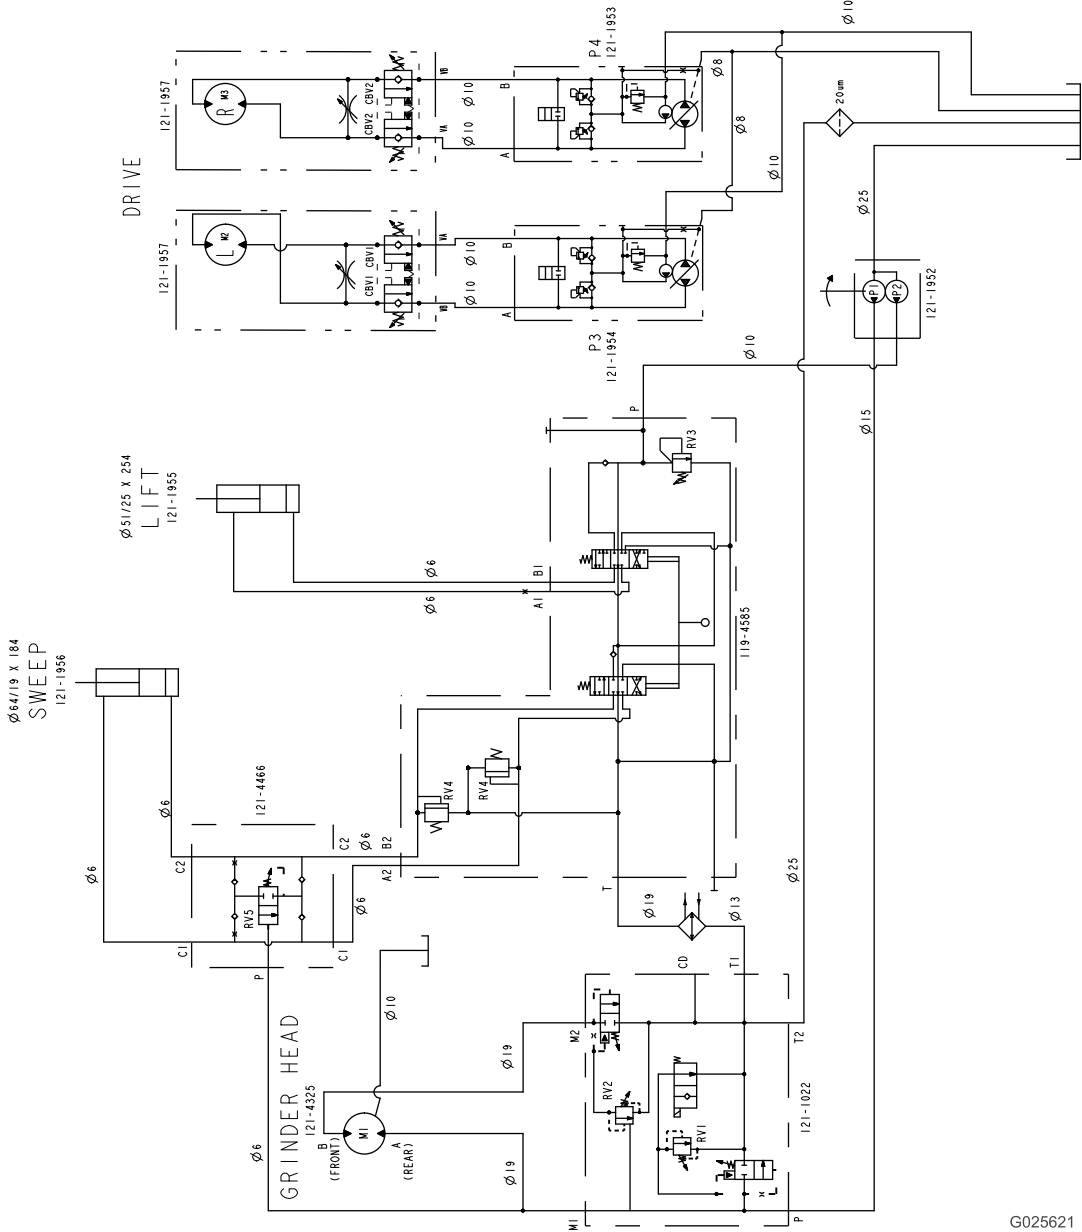 Ø64/19 X 184
SWEEP
121-1956
Ø51/25 X 254
LIFT
121-1955
DRIVE
121-1957
L
M2
CBV1
CBV1
VB
VA
Ø10
Ø10
A
B
P3
121-1954
121-1957
R
M3
CBV2
CBV2
VA
VB
Ø10
Ø10
A
B
P4
121-1953
Ø8
Ø8
Ø10
Ø10
20um
Ø25
P1
P2
121-1952
Ø10
Ø15
P
RV3
Ø6
Ø6
A1
B1
119-4585
RV4
RV4
121-4466
Ø6
Ø6
C2
C2
C1
C1
RV5
P
Ø6
Ø6
B2
A2
T
Ø19
Ø13
Ø25
CD
T1
Ø10
GRINDER HEAD
121-4325
B
(FRONT)
M1
A
(REAR)
Ø6
Ø19
Ø19
M2
RV2
RV1
M1
P
T2
121-1022
G025621